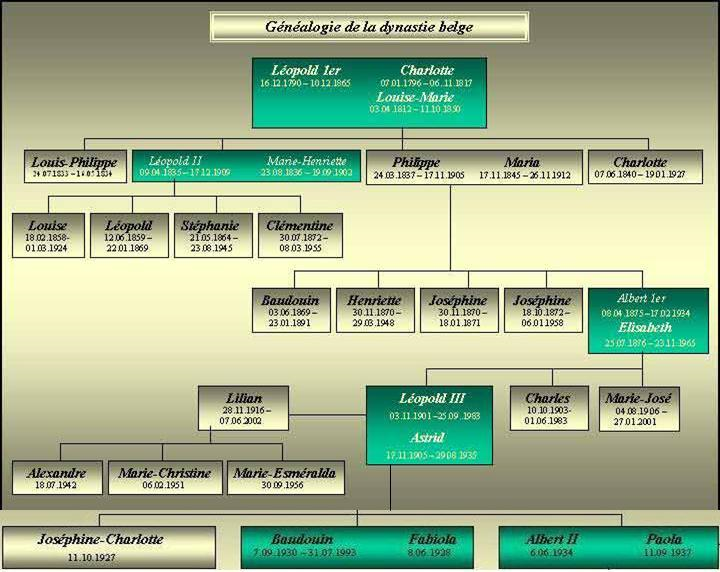 Généalogie de la dynastie belge
Léopold 1er Charlotte
16.12.1790 – 10.12.1865 07.01.1796 – 06.11.1817
Louise-Marie
03.04.1812 – 11.10.1850
Louis-Philippe
24.07.1833 – 16.05.1834
Léopold II Marie-Henriette
09.04.1835 – 17.12.1909 23.08.1836 – 19.09.1902
Philippe Maria
24.03.1837 – 17.11.1905 17.11.1845 – 26.11.1912
Charlotte
07.06.1840 – 19.01.1927
Louise
18.02.1858-
01.03.1924
Léopold
12.06.1859 –
22.01.1869
Stéphanie
21.05.1864 –
23.08.1945
Clémentine
30.07.1872 –
08.03.1955
Baudouin
03.06.1869 –
23.01.1891
Henriette
30.11.1870 –
29.03.1948
Joséphine
30.11.1870 –
18.01.1871
Joséphine
18.10.1872 –
06.01.1958
Albert 1er
08.04.1875 –17.02.1934
Elisabeth
25.07.1876 – 23.11.1965
Lilian
28.11.1916 –
07.06.2002
Léopold III
03.11.1901 –25.09.1983
Astrid
17.11.1905 – 29.08.1935
Charles
10.10.1903-
01.06.1983
Marie-José
04.08.1906 –
27.01.2001
Alexandre
18.07.1942
Marie-Christine
06.02.1951
Marie-Esméralda
30.09.1956
Joséphine-Charlotte
11.10.1927
Baudouin Fabiola
7.09.1930 – 31.07.1993 8.06.1928
Albert II Paola
6.06.1934 11.09.1937